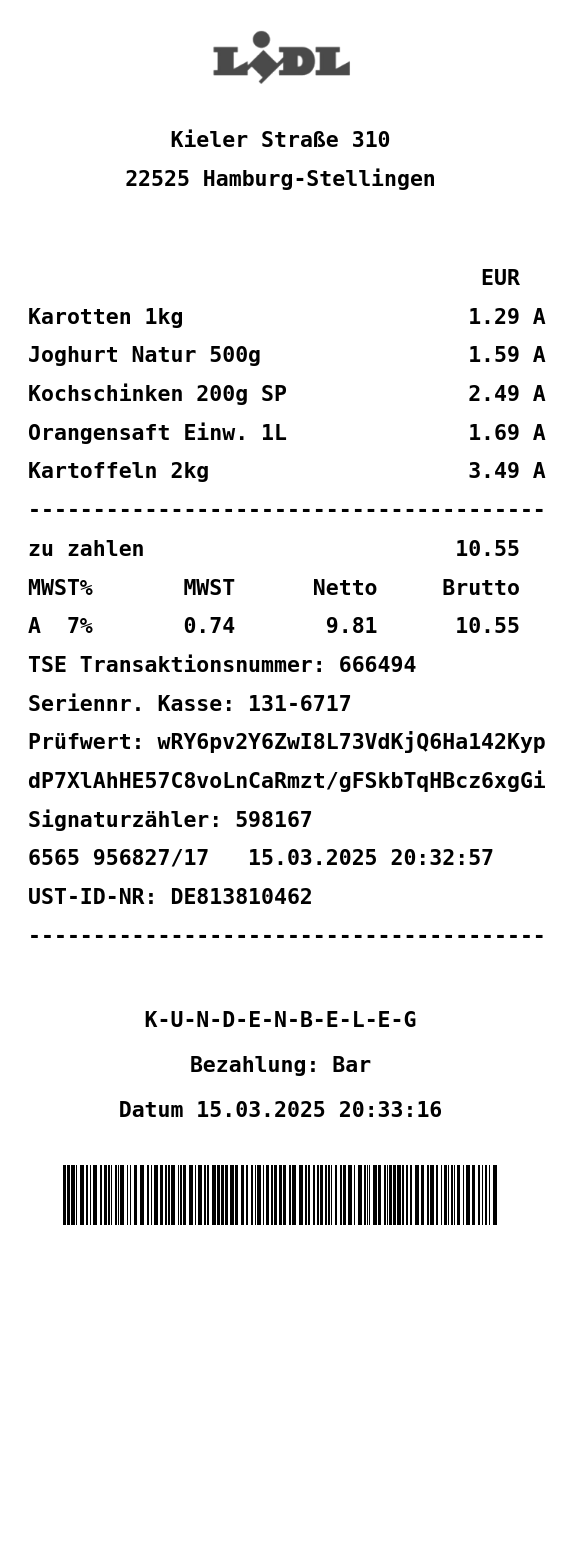 LIDL
Kieler Straße 310
22525 Hamburg-Stellingen
EUR
Karotten 1kg 1.29 A
Joghurt Natur 500g 1.59 A
Kochschinken 200g SP 2.49 A
Orangensaft Einw. 1L 1.69 A
Kartoffeln 2kg 3.49 A
----------------------------------------
zu zahlen 10.55
MWST% MWST Netto Brutto
A 7% 0.74 9.81 10.55
TSE Transaktionsnummer: 666494
Seriennr. Kasse: 131-6717
Prüfwert: wRY6pv2Y6ZwI8L73VdKjQ6Ha142Kyp
dP7XlAhHE57C8voLnCaRmzt/gFSkbTqHBcz6xgGi
Signaturzähler: 598167
6565 956827/17 15.03.2025 20:32:57
UST-ID-NR: DE813810462
----------------------------------------
K-U-N-D-E-N-B-E-L-E-G
Bezahlung: Bar
Datum 15.03.2025 20:33:16